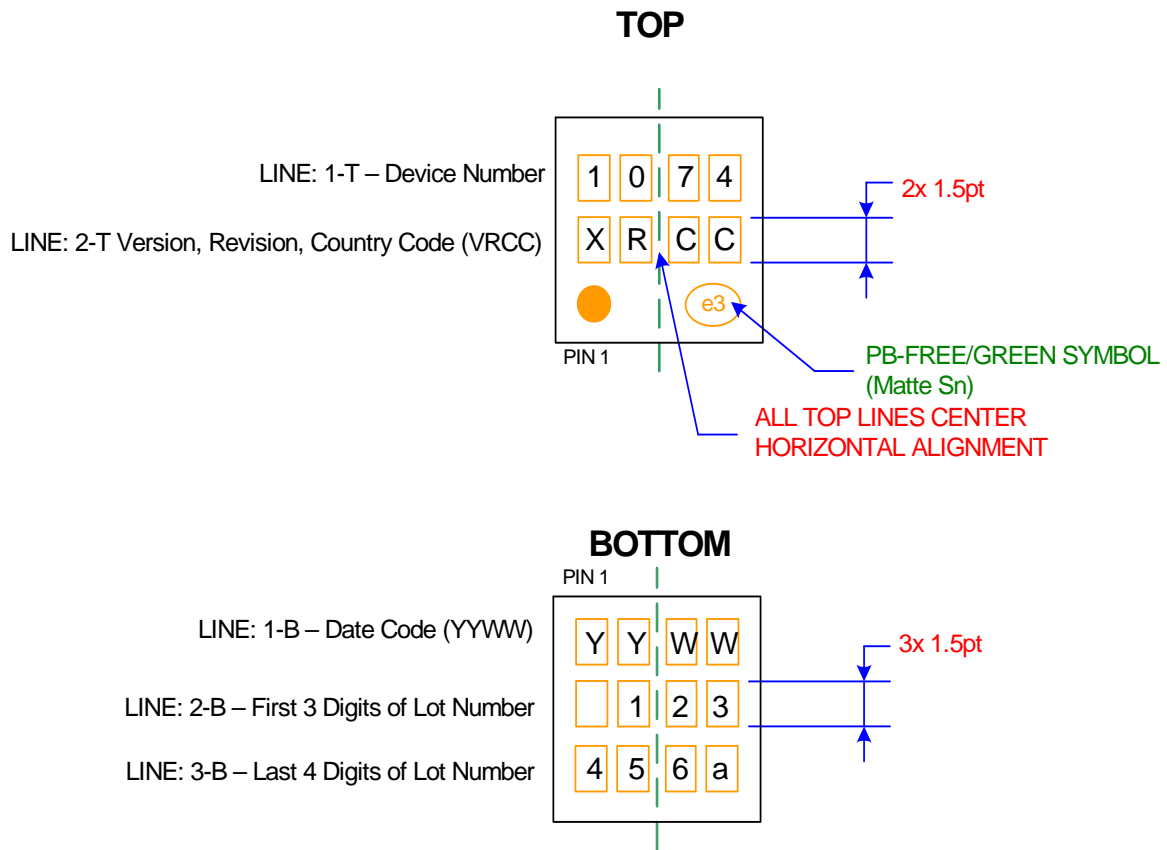 TOP
LINE: 1-T – Device Number
1 0 7 4
2x 1.5pt
LINE: 2-T Version, Revision, Country Code (VRCC)
X R C C
e3
PIN 1
PB-FREE/GREEN SYMBOL
(Matte Sn)
ALL TOP LINES CENTER
HORIZONTAL ALIGNMENT
BOTTOM
PIN 1
LINE: 1-B – Date Code (YYWW)
Y Y W W
3x 1.5pt
LINE: 2-B – First 3 Digits of Lot Number
1 2 3
LINE: 3-B – Last 4 Digits of Lot Number
4 5 6 a